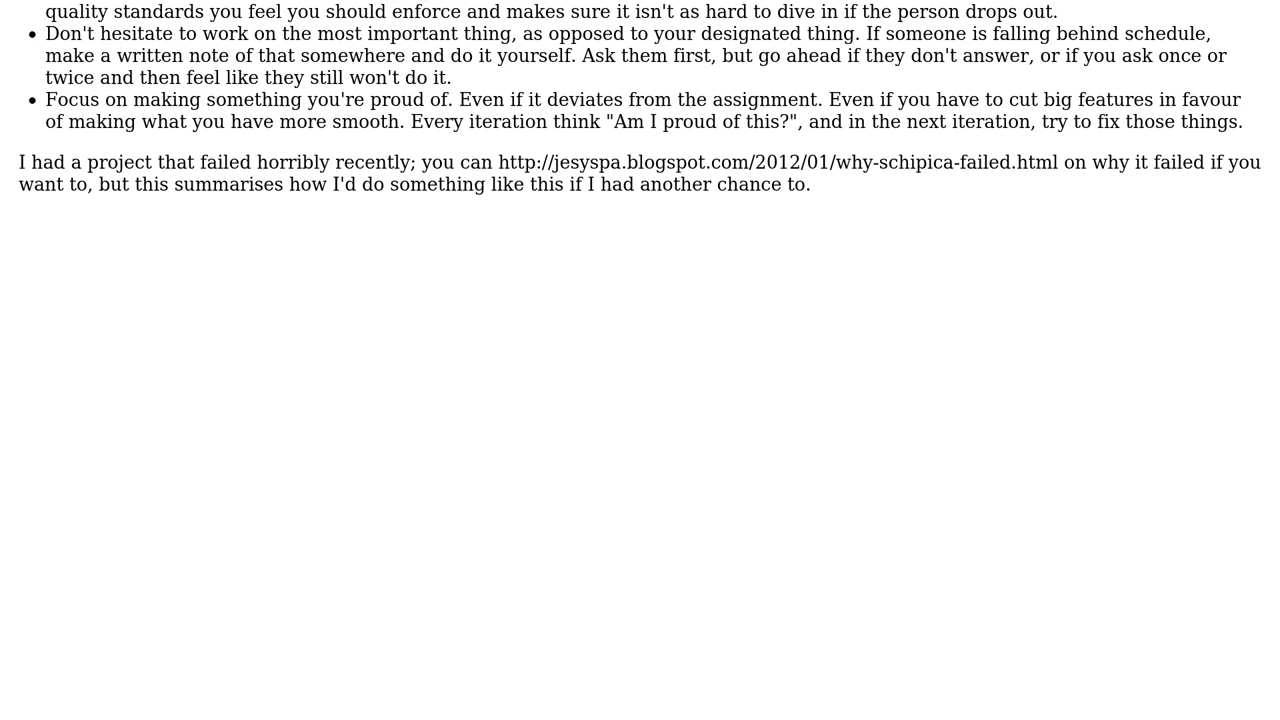 quality standards you feel you should enforce and makes sure it isn't as hard to dive in if the person drops out.
Don't hesitate to work on the most important thing, as opposed to your designated thing. If someone is falling behind schedule,
make a written note of that somewhere and do it yourself. Ask them first, but go ahead if they don't answer, or if you ask once or
twice and then feel like they still won't do it.
Focus on making something you're proud of. Even if it deviates from the assignment. Even if you have to cut big features in favour
of making what you have more smooth. Every iteration think "Am I proud of this?", and in the next iteration, try to fix those things.
I had a project that failed horribly recently; you can http://jesyspa.blogspot.com/2012/01/why-schipica-failed.html on why it failed if you
want to, but this summarises how I'd do something like this if I had another chance to.